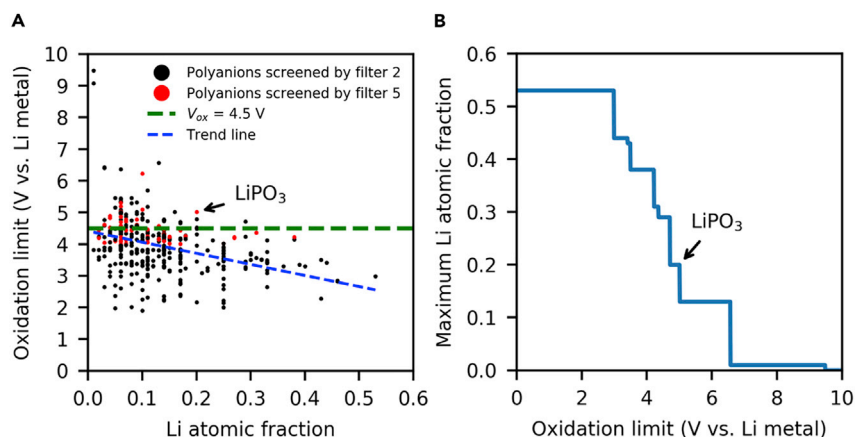 A
Oxidation limit (V vs. Li metal)
10
9
8
7
6
5
4
3
2
1
0
Polyanions screened by filter 2
Polyanions screened by filter 5
Vₒₓ = 4.5 V
Trend line
LiPO₃
0.0 0.1 0.2 0.3 0.4 0.5 0.6
Li atomic fraction
B
Maximum Li atomic fraction
0.6
0.5
0.4
0.3
0.2
0.1
0.0
LiPO₃
0 2 4 6 8 10
Oxidation limit (V vs. Li metal)